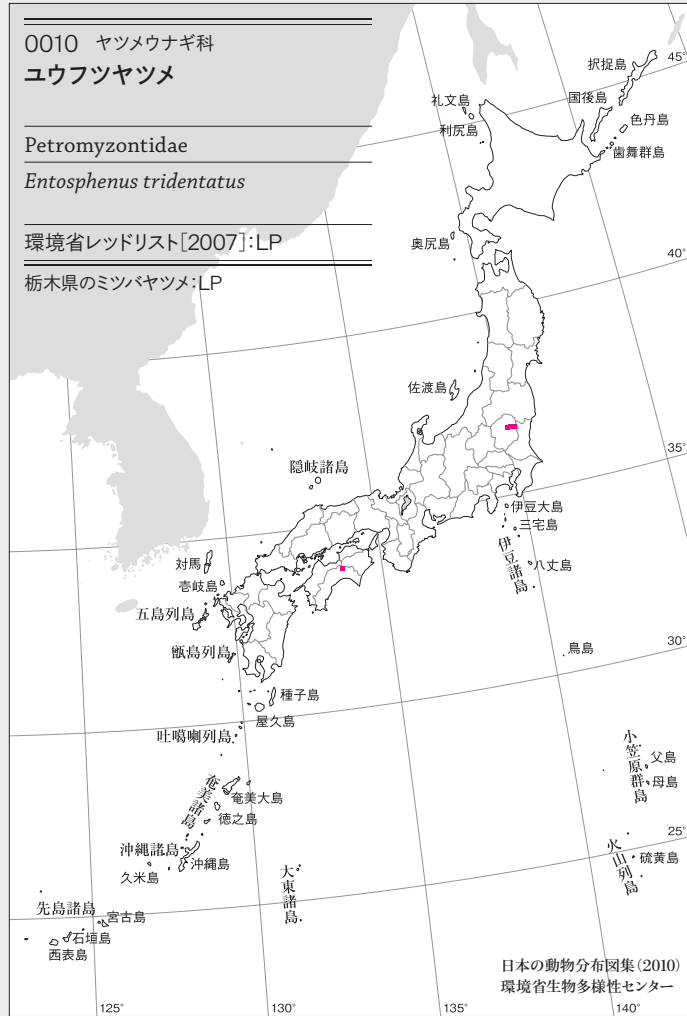 0010 ヤツメウナギ科
ユウフツヤツメ
Petromyzontidae
Entosphenus tridentatus
環境省レッドリスト[2007]:LP
栃木県のミツバヤツメ:LP
択捉島
45°
礼文島
国後島
色丹島
利尻島
歯舞群島
奥尻島
40°
佐渡島
35°
隠岐諸島
伊豆大島
三宅島
伊豆諸島
八丈島
対馬
壱岐島
五島列島
甑島列島
鳥島
30°
種子島
屋久島
吐噶喇列島
小笠原群島
父島
母島
奄美諸島
奄美大島
徳之島
25°
沖縄諸島
沖縄島
久米島
火山列島
硫黄島
大東諸島
先島諸島
宮古島
石垣島
西表島
日本の動物分布図集(2010)
環境省生物多様性センター
125°
130°
135°
140°